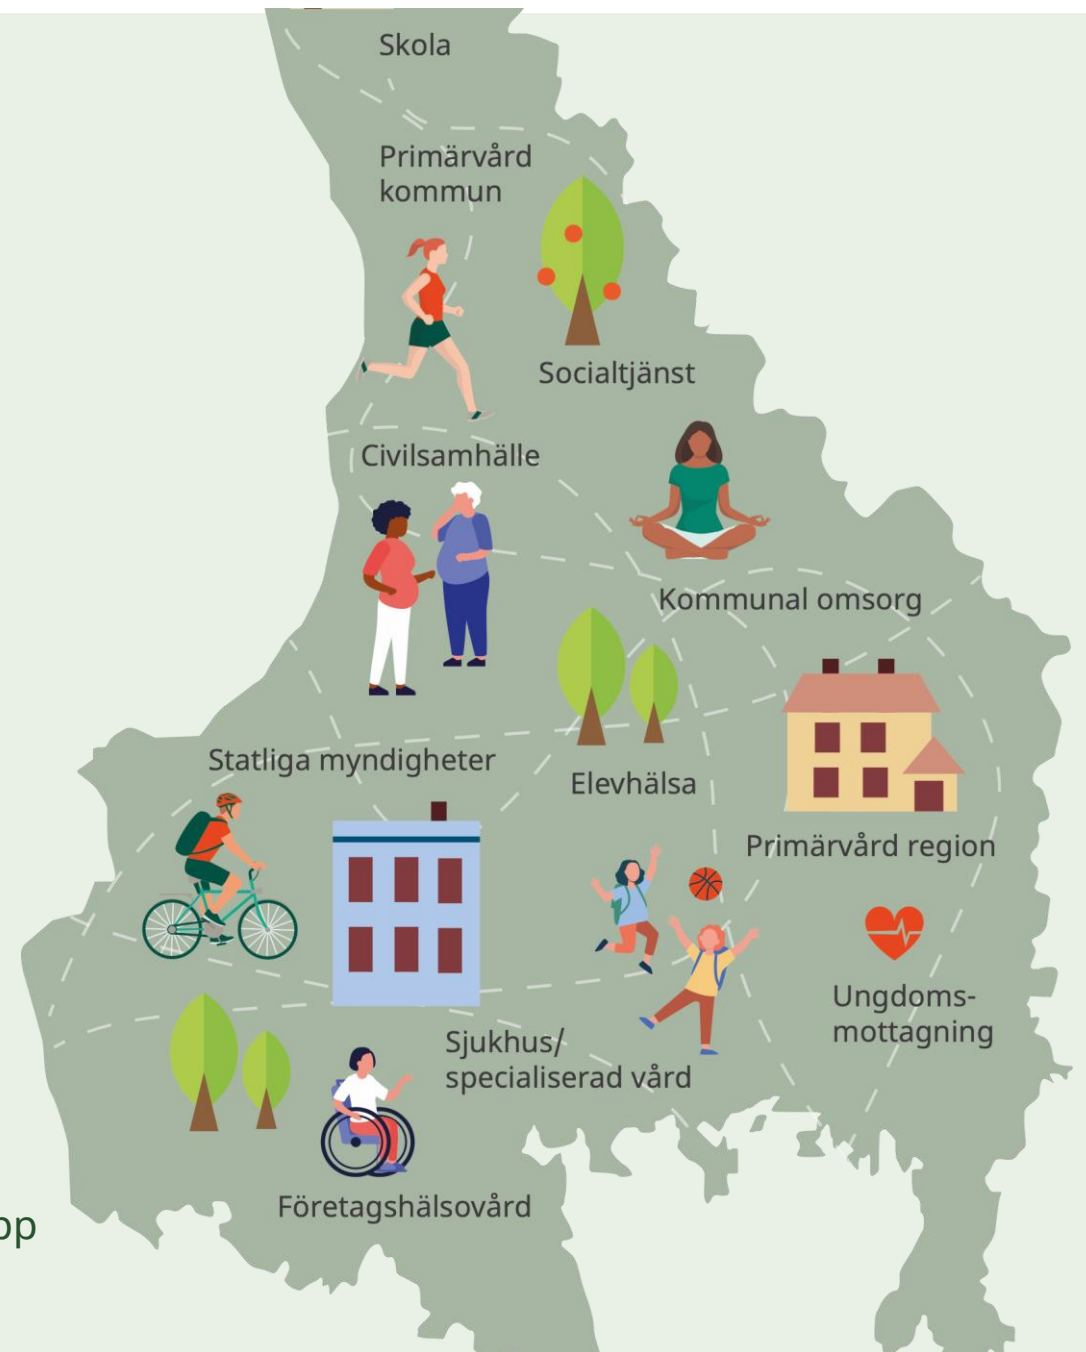 Skola
Primärvård
kommun
Socialtjänst
Civilsamhälle
Kommunal omsorg
Statliga myndigheter
Elevhälsa
Primärvård region
Ungdoms-
mottagning
Sjukhus/
specialiserad vård
Företagshälsovård